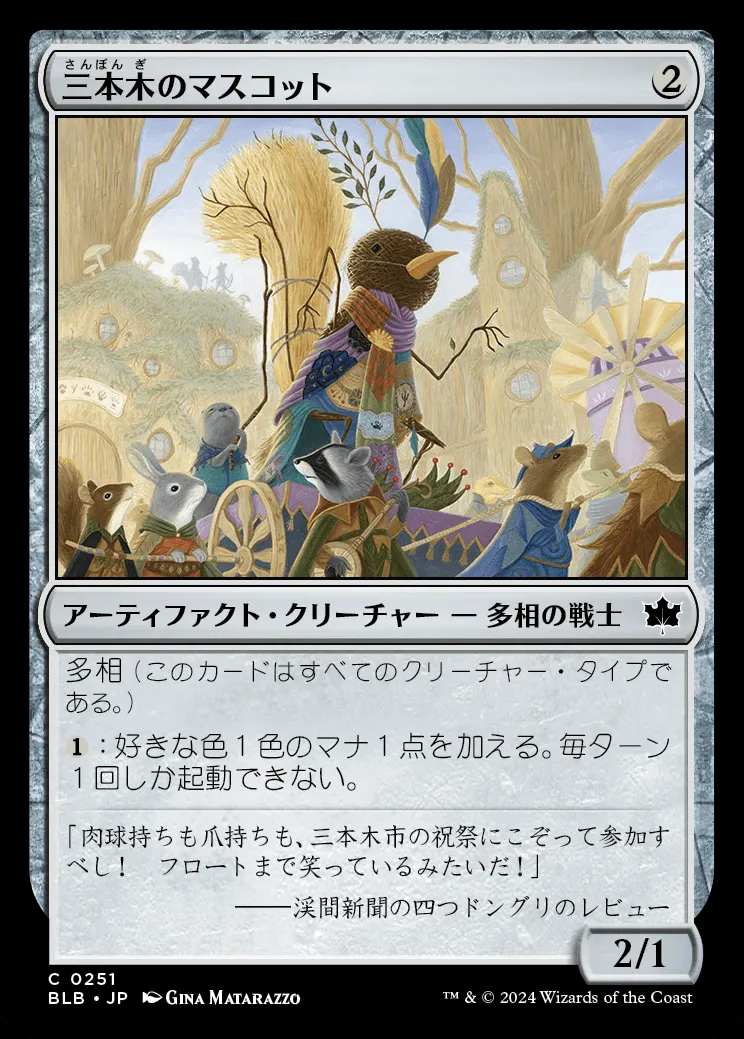 さんぼん ぎ
三本木のマスコット
2
アーティファクト・クリーチャー — 多相の戦士
多相（このカードはすべてのクリーチャー・タイプで
ある。）
1：好きな色１色のマナ１点を加える。毎ターン
１回しか起動できない。
「肉球持ちも爪持ちも、三本木市の祝祭にこぞって参加す
べし！　フロートまで笑っているみたいだ！」
——渓間新聞の四つドングリのレビュー
2/1
C 0251
BLB • JP Gina Matarazzo
™ & © 2024 Wizards of the Coast